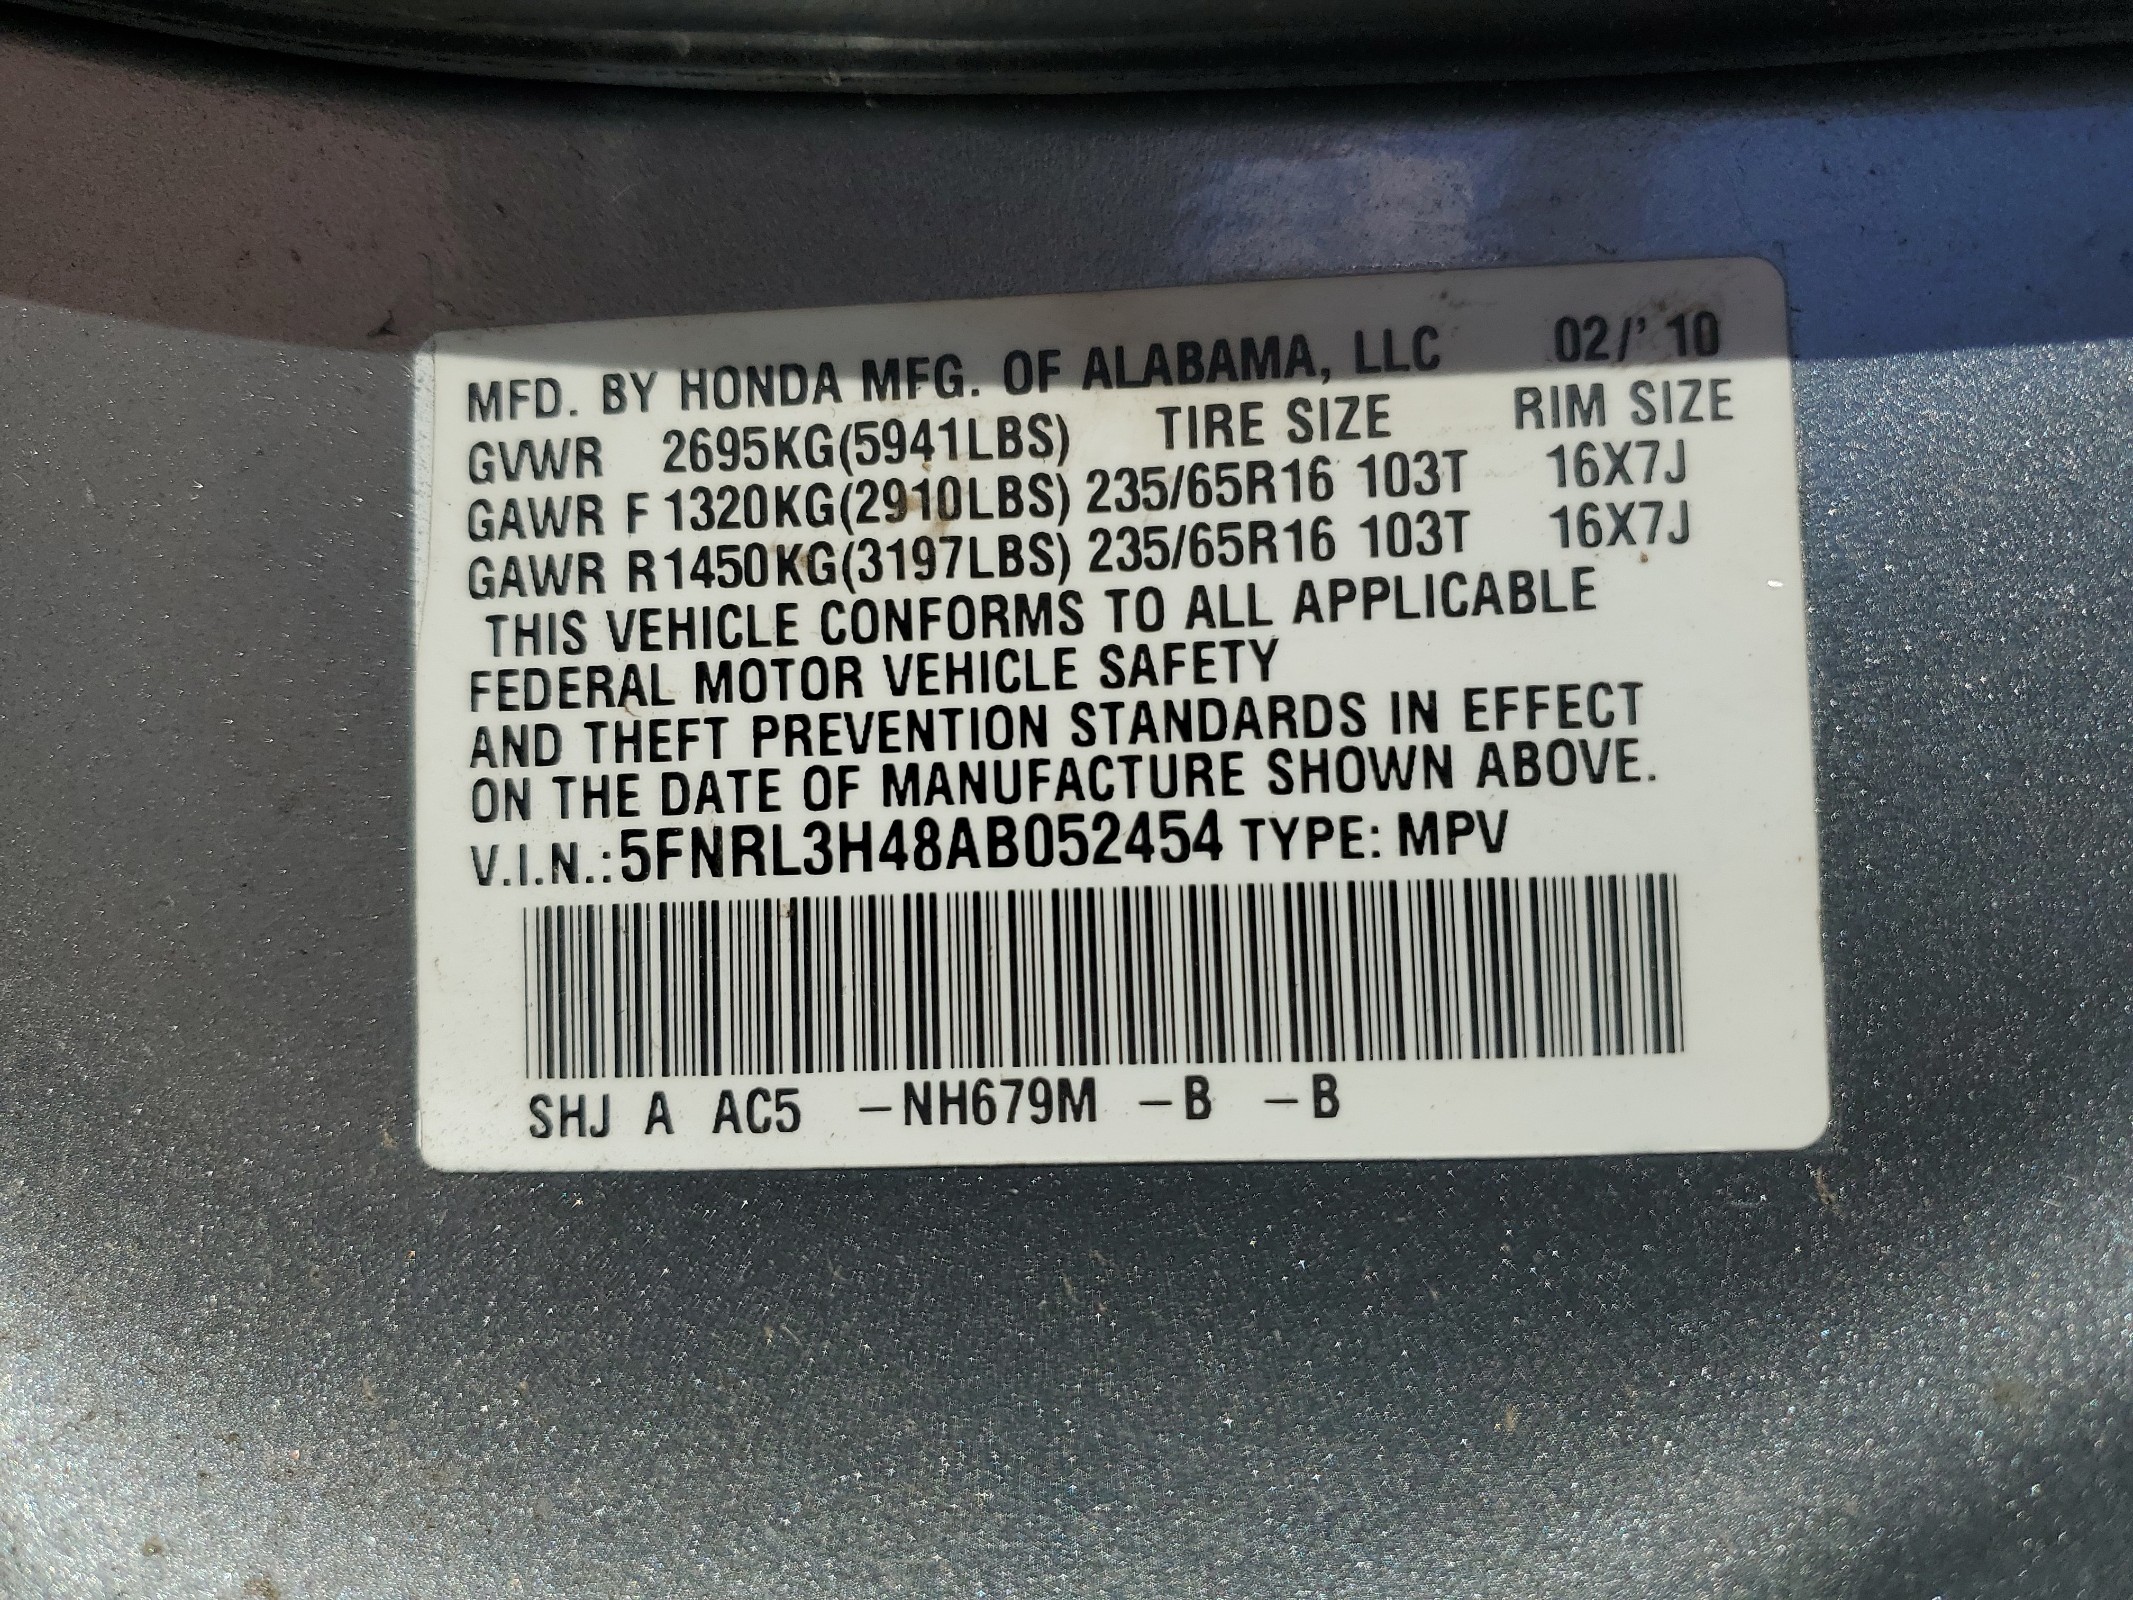 MFD. BY HONDA MFG. OF ALABAMA, LLC 02/' 10
GVWR 2695KG(5941LBS) TIRE SIZE RIM SIZE
GAWR F 1320KG(2910LBS) 235/65R16 103T 16X7J
GAWR R1450KG(3197LBS) 235/65R16 103T 16X7J
THIS VEHICLE CONFORMS TO ALL APPLICABLE
FEDERAL MOTOR VEHICLE SAFETY
AND THEFT PREVENTION STANDARDS IN EFFECT
ON THE DATE OF MANUFACTURE SHOWN ABOVE.
V.I.N.:5FNRL3H48AB052454 TYPE: MPV
SHJ A AC5 –NH679M –B –B